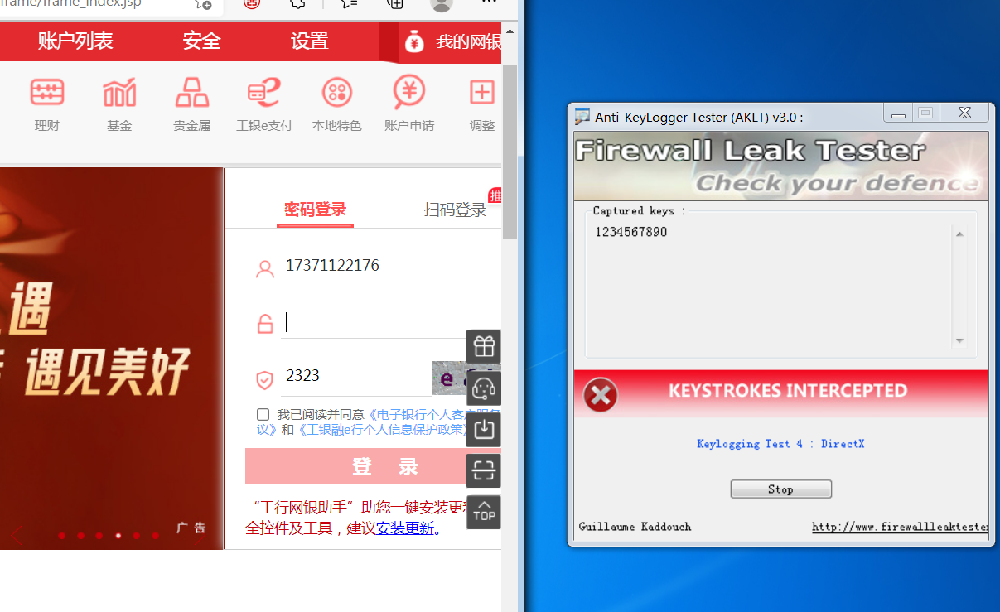 frame/frame_index.jsp
账户列表
安全
设置
我的网银
理财
基金
贵金属
工银e支付
本地特色
账户申请
调整
遇
遇见美好
广告
密码登录
扫码登录
推
17371122176
2323
e
我已阅读并同意《电子银行个人客户服务
议》和《工银融e行个人信息保护政策》
登 录
“工行网银助手”助您一键安装更新
全控件及工具，建议安装更新。
TOP
Anti-KeyLogger Tester (AKLT) v3.0 :
Firewall Leak Tester
Check your defence
Captured keys :
1234567890
KEYSTROKES INTERCEPTED
Keylogging Test 4 : DirectX
Stop
Guillaume Kaddouch
http://www.firewallleaktester